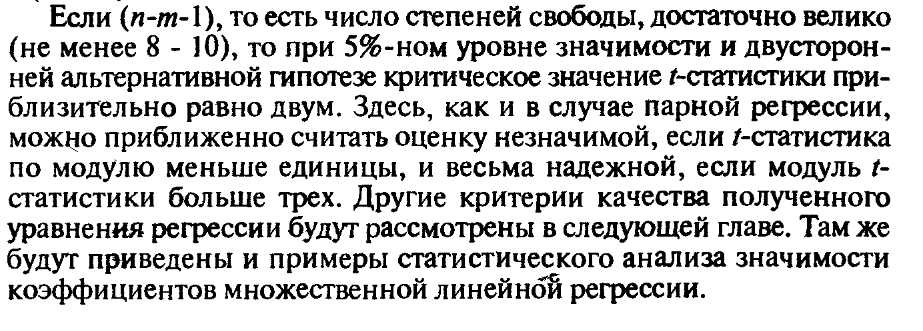 Если (n-m-1), то есть число степеней свободы, достаточно велико
(не менее 8 - 10), то при 5%-ном уровне значимости и двусторон-
ней альтернативной гипотезе критическое значение t-статистики при-
близительно равно двум. Здесь, как и в случае парной регрессии,
можно приближенно считать оценку незначимой, если t-статистика
по модулю меньше единицы, и весьма надежной, если модуль t-
статистики больше трех. Другие критерии качества полученного
уравнения регрессии будут рассмотрены в следующей главе. Там же
будут приведены и примеры статистического анализа значимости
коэффициентов множественной линейной регрессии.